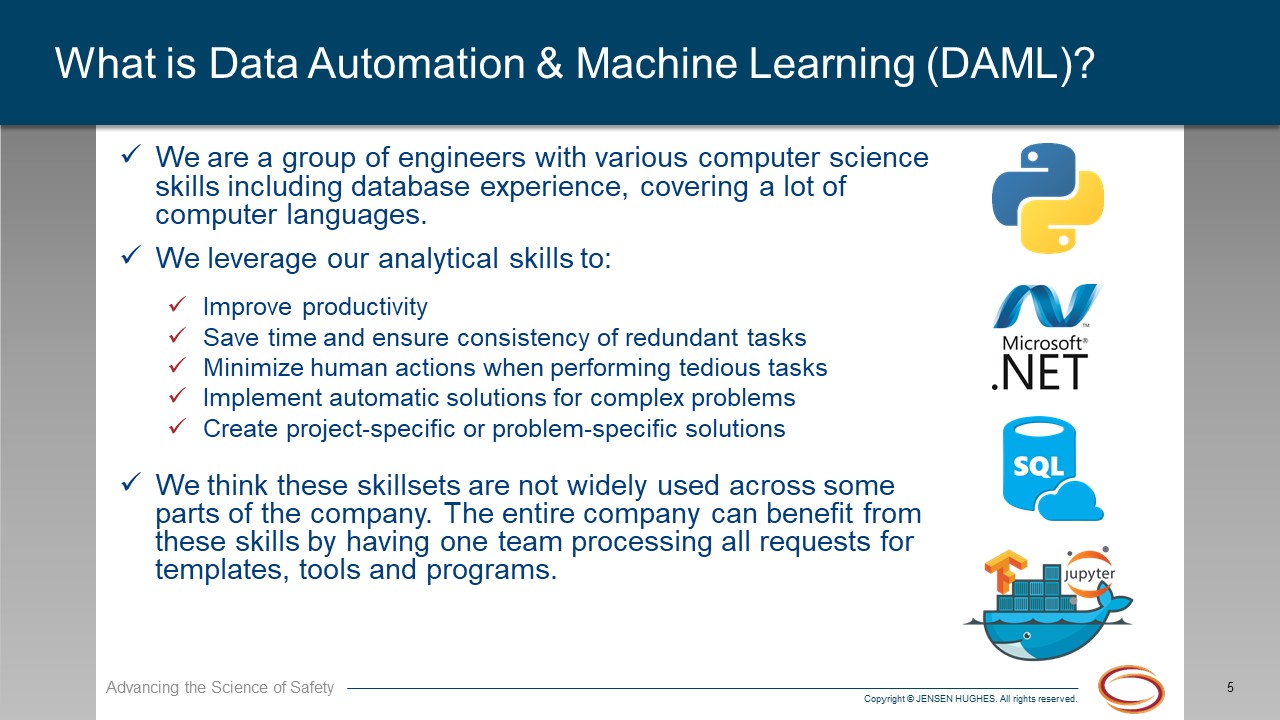 What is Data Automation & Machine Learning (DAML)?
We are a group of engineers with various computer science
skills including database experience, covering a lot of
computer languages.
We leverage our analytical skills to:
Improve productivity
Save time and ensure consistency of redundant tasks
Minimize human actions when performing tedious tasks
Implement automatic solutions for complex problems
Create project-specific or problem-specific solutions
We think these skillsets are not widely used across some
parts of the company. The entire company can benefit from
these skills by having one team processing all requests for
templates, tools and programs.
™
Microsoft®
.NET
SQL
jupyter
Advancing the Science of Safety
Copyright © JENSEN HUGHES. All rights reserved.
5